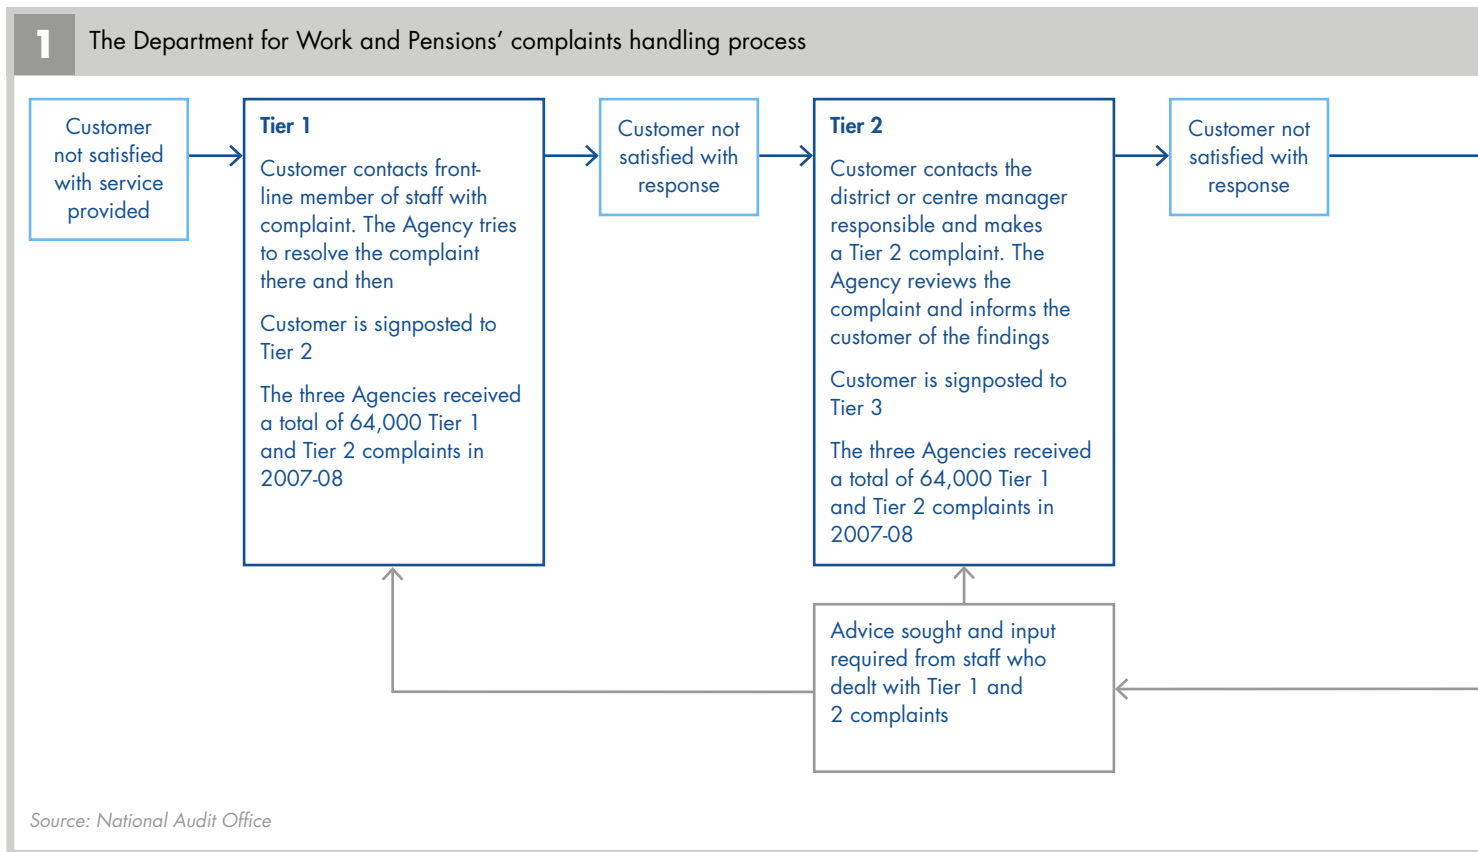 1
The Department for Work and Pensions’ complaints handling process
Customer
not satisfied
with service
provided
Tier 1
Customer contacts front-
line member of staff with
complaint. The Agency tries
to resolve the complaint
there and then
Customer is signposted to
Tier 2
The three Agencies received
a total of 64,000 Tier 1
and Tier 2 complaints in
2007-08
Customer not
satisfied with
response
Tier 2
Customer contacts the
district or centre manager
responsible and makes
a Tier 2 complaint. The
Agency reviews the
complaint and informs the
customer of the findings
Customer is signposted to
Tier 3
The three Agencies received
a total of 64,000 Tier 1
and Tier 2 complaints in
2007-08
Customer not
satisfied with
response
Advice sought and input
required from staff who
dealt with Tier 1 and
2 complaints
Source: National Audit Office